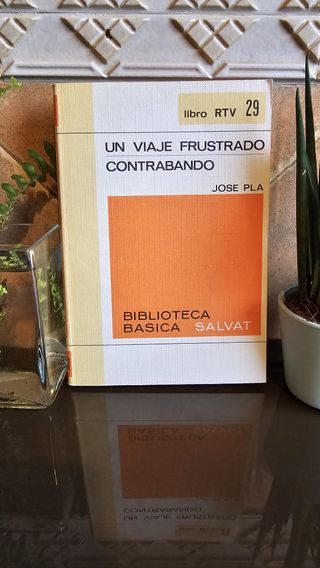 libro RTV 29
UN VIAJE FRUSTRADO
CONTRABANDO
JOSE PLA
BIBLIOTECA
BASICA SALVAT